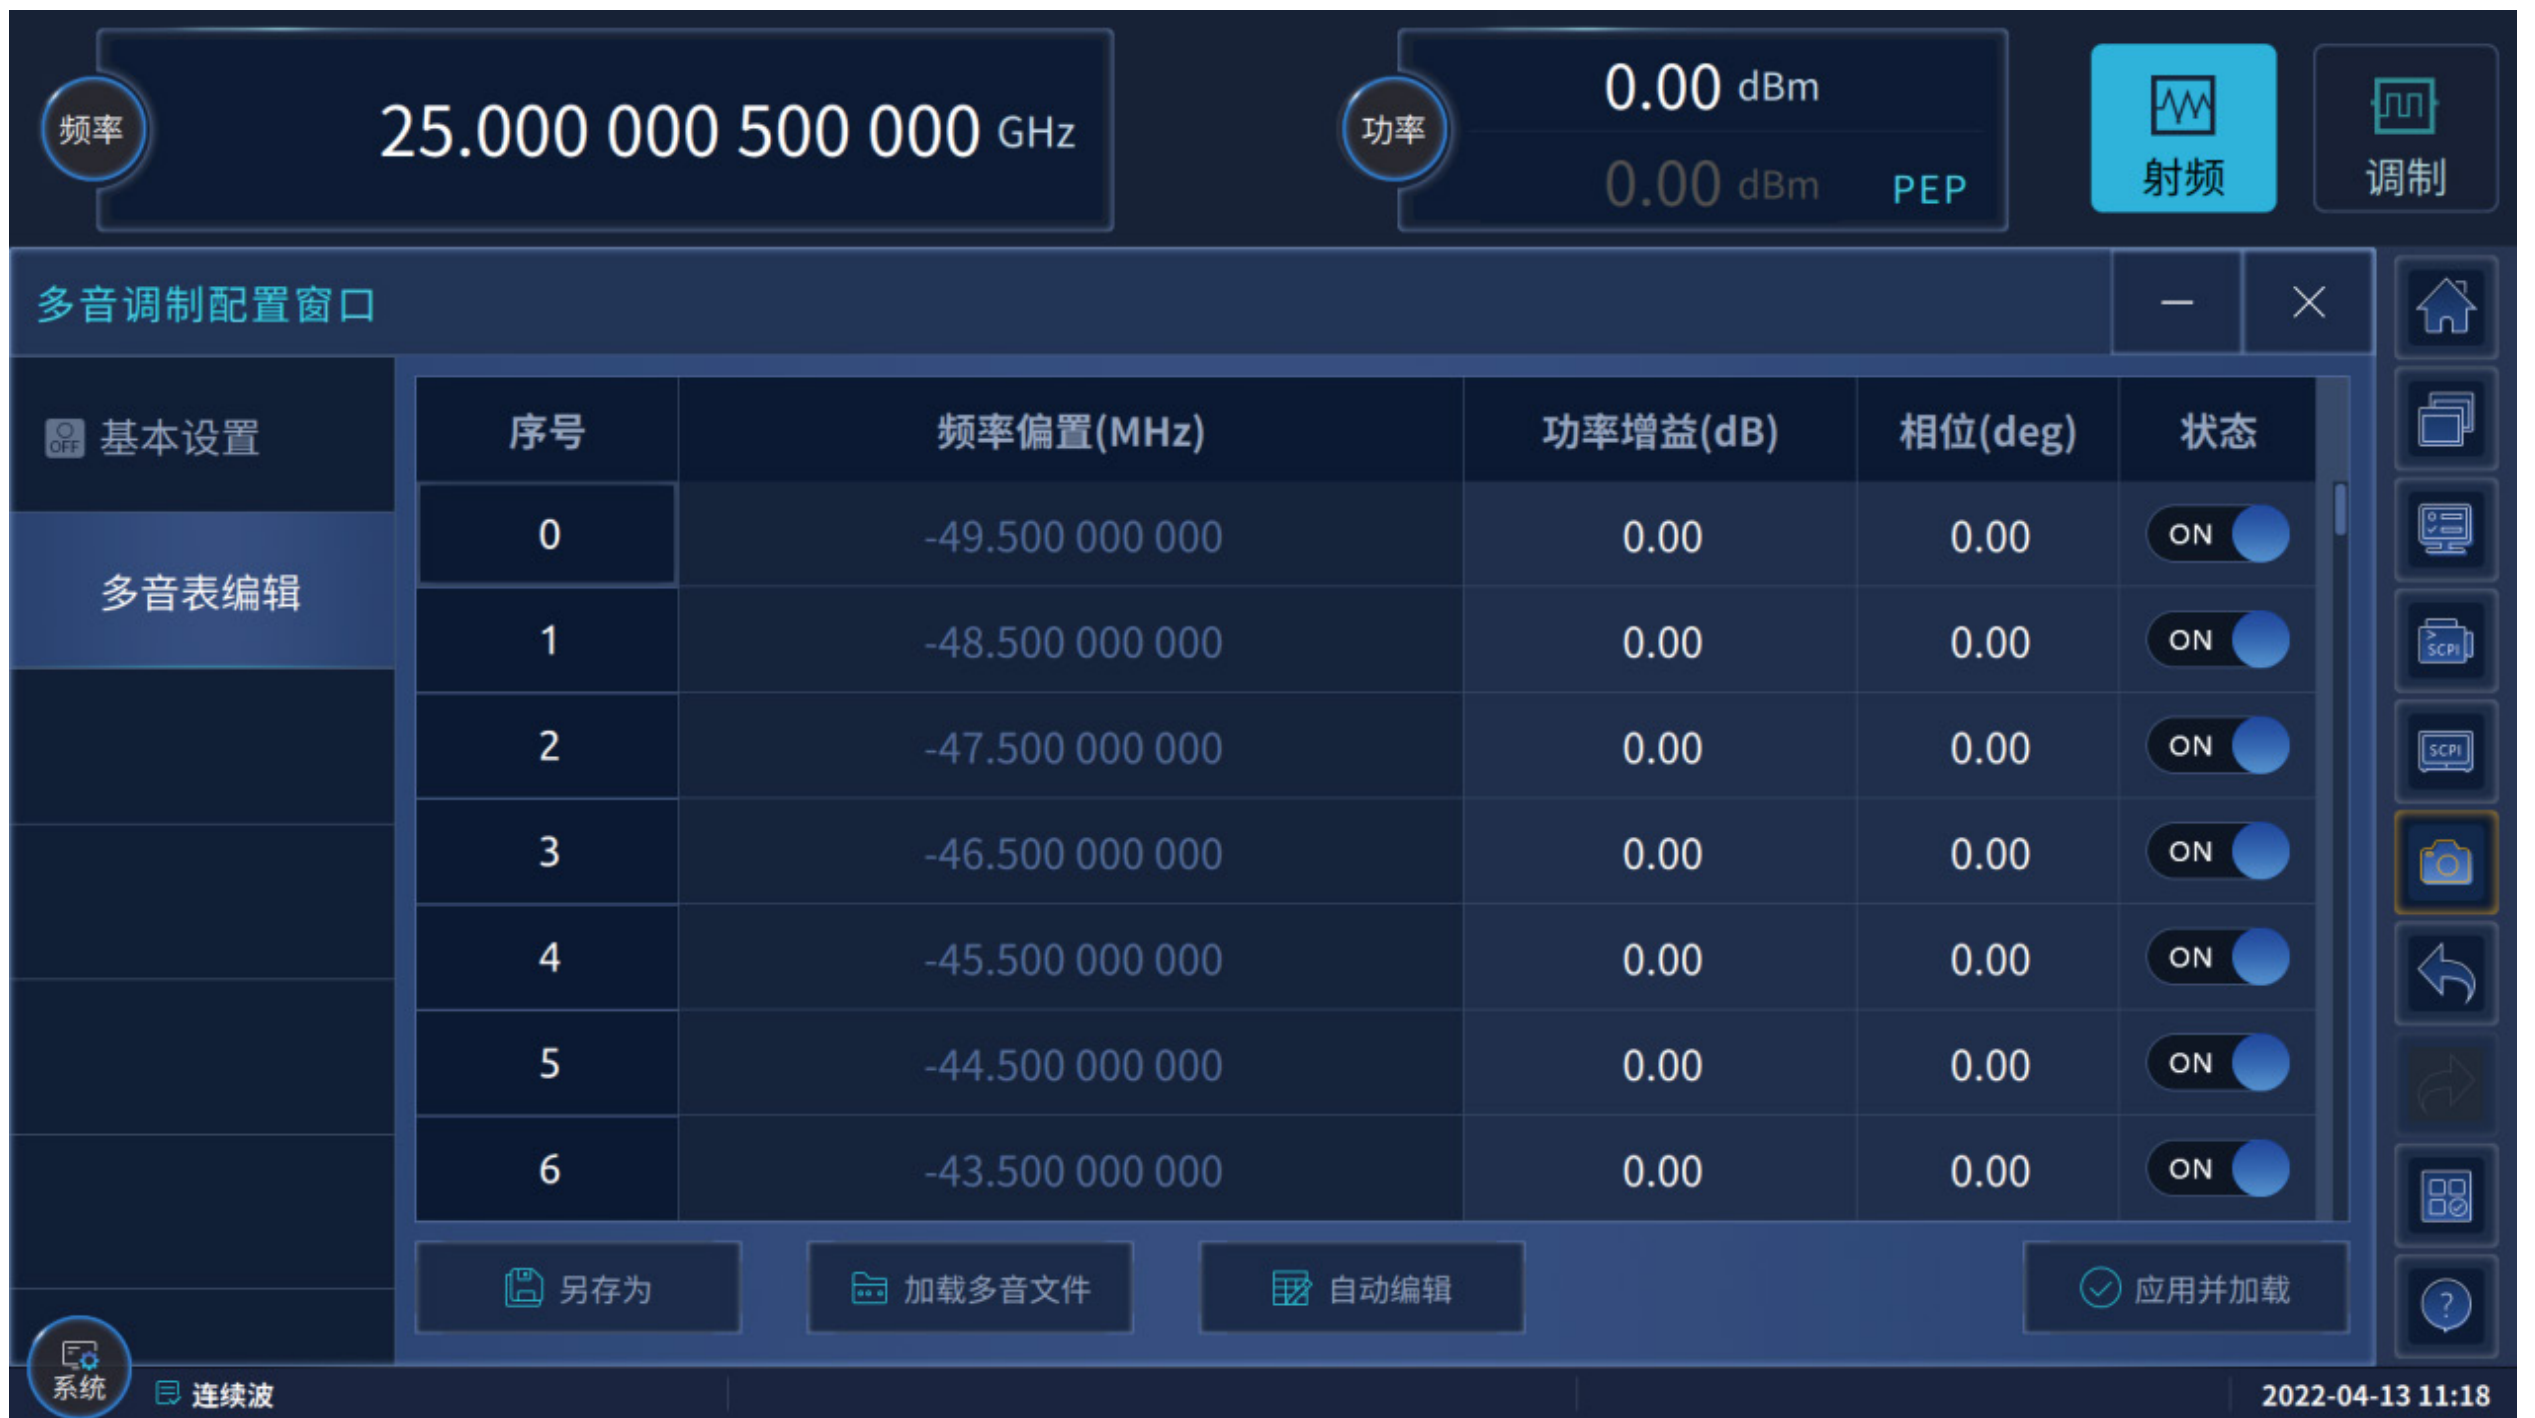 频率
25.000 000 500 000 GHz
功率
0.00 dBm
0.00 dBm PEP
射频
调制
多音调制配置窗口
OFF 基本设置
多音表编辑
序号 频率偏置(MHz) 功率增益(dB) 相位(deg) 状态
0 -49.500 000 000 0.00 0.00 ON
1 -48.500 000 000 0.00 0.00 ON
2 -47.500 000 000 0.00 0.00 ON
3 -46.500 000 000 0.00 0.00 ON
4 -45.500 000 000 0.00 0.00 ON
5 -44.500 000 000 0.00 0.00 ON
6 -43.500 000 000 0.00 0.00 ON
>
SCPI
SCPI
?
另存为 加载多音文件 自动编辑 应用并加载
系统 连续波 2022-04-13 11:18